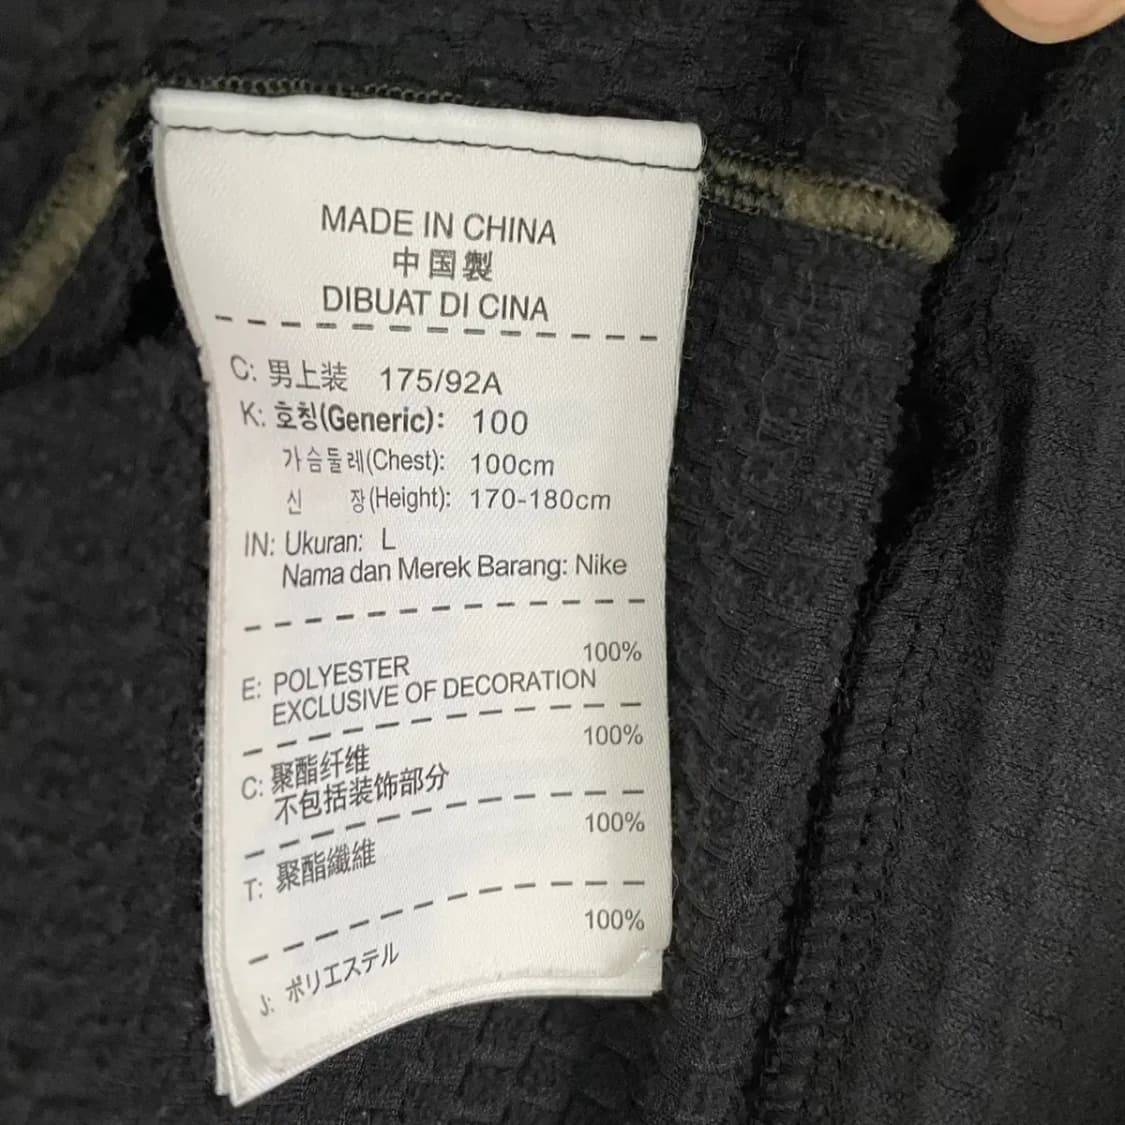 MADE IN CHINA
中国製
DIBUAT DI CINA
C: 男上装 175/92A
K: 호칭(Generic): 100
가슴둘레(Chest): 100cm
신 장(Height): 170-180cm
IN: Ukuran: L
Nama dan Merek Barang: Nike
E: POLYESTER 100%
EXCLUSIVE OF DECORATION
C: 聚酯纤维 100%
不包括装饰部分
T: 聚酯纖維 100%
J: ポリエステル 100%